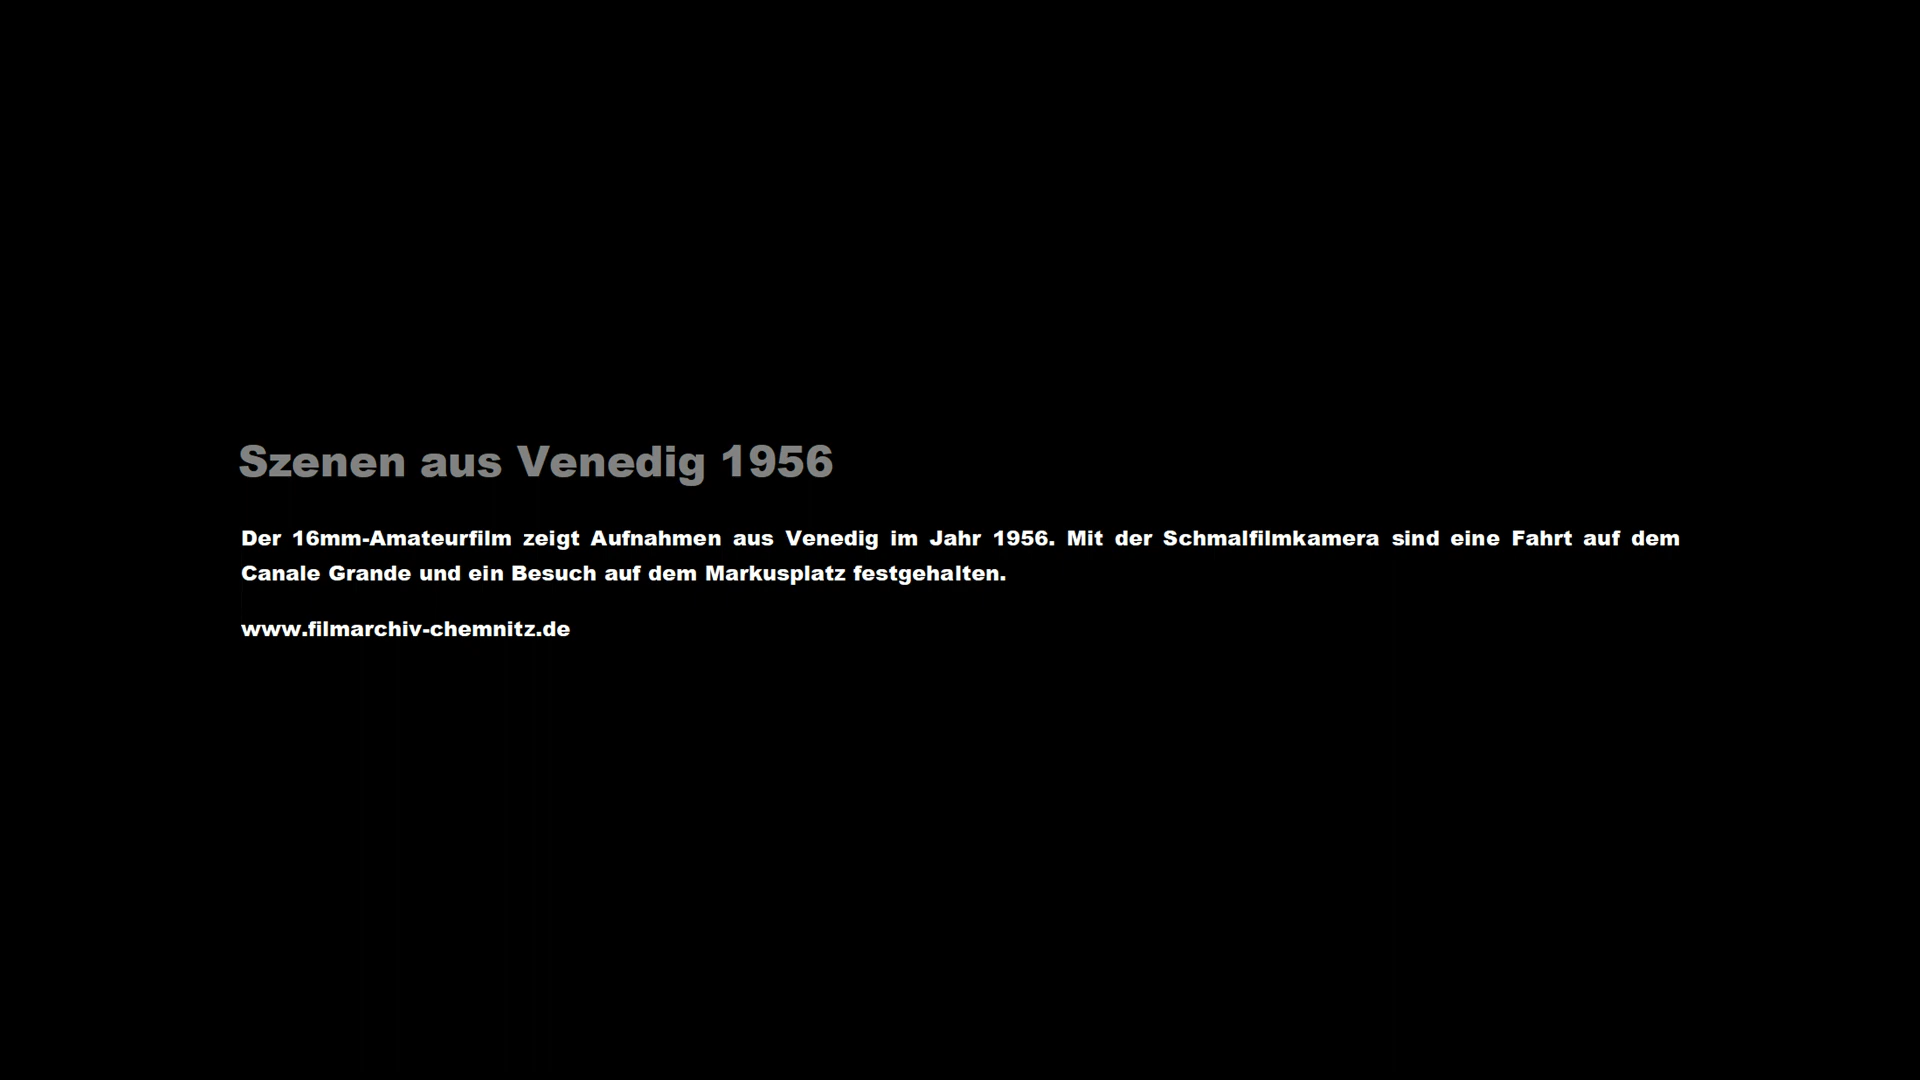 Szenen aus Venedig 1956
Der 16mm-Amateurfilm zeigt Aufnahmen aus Venedig im Jahr 1956. Mit der Schmalfilmkamera sind eine Fahrt auf dem
Canale Grande und ein Besuch auf dem Markusplatz festgehalten.
www.filmarchiv-chemnitz.de